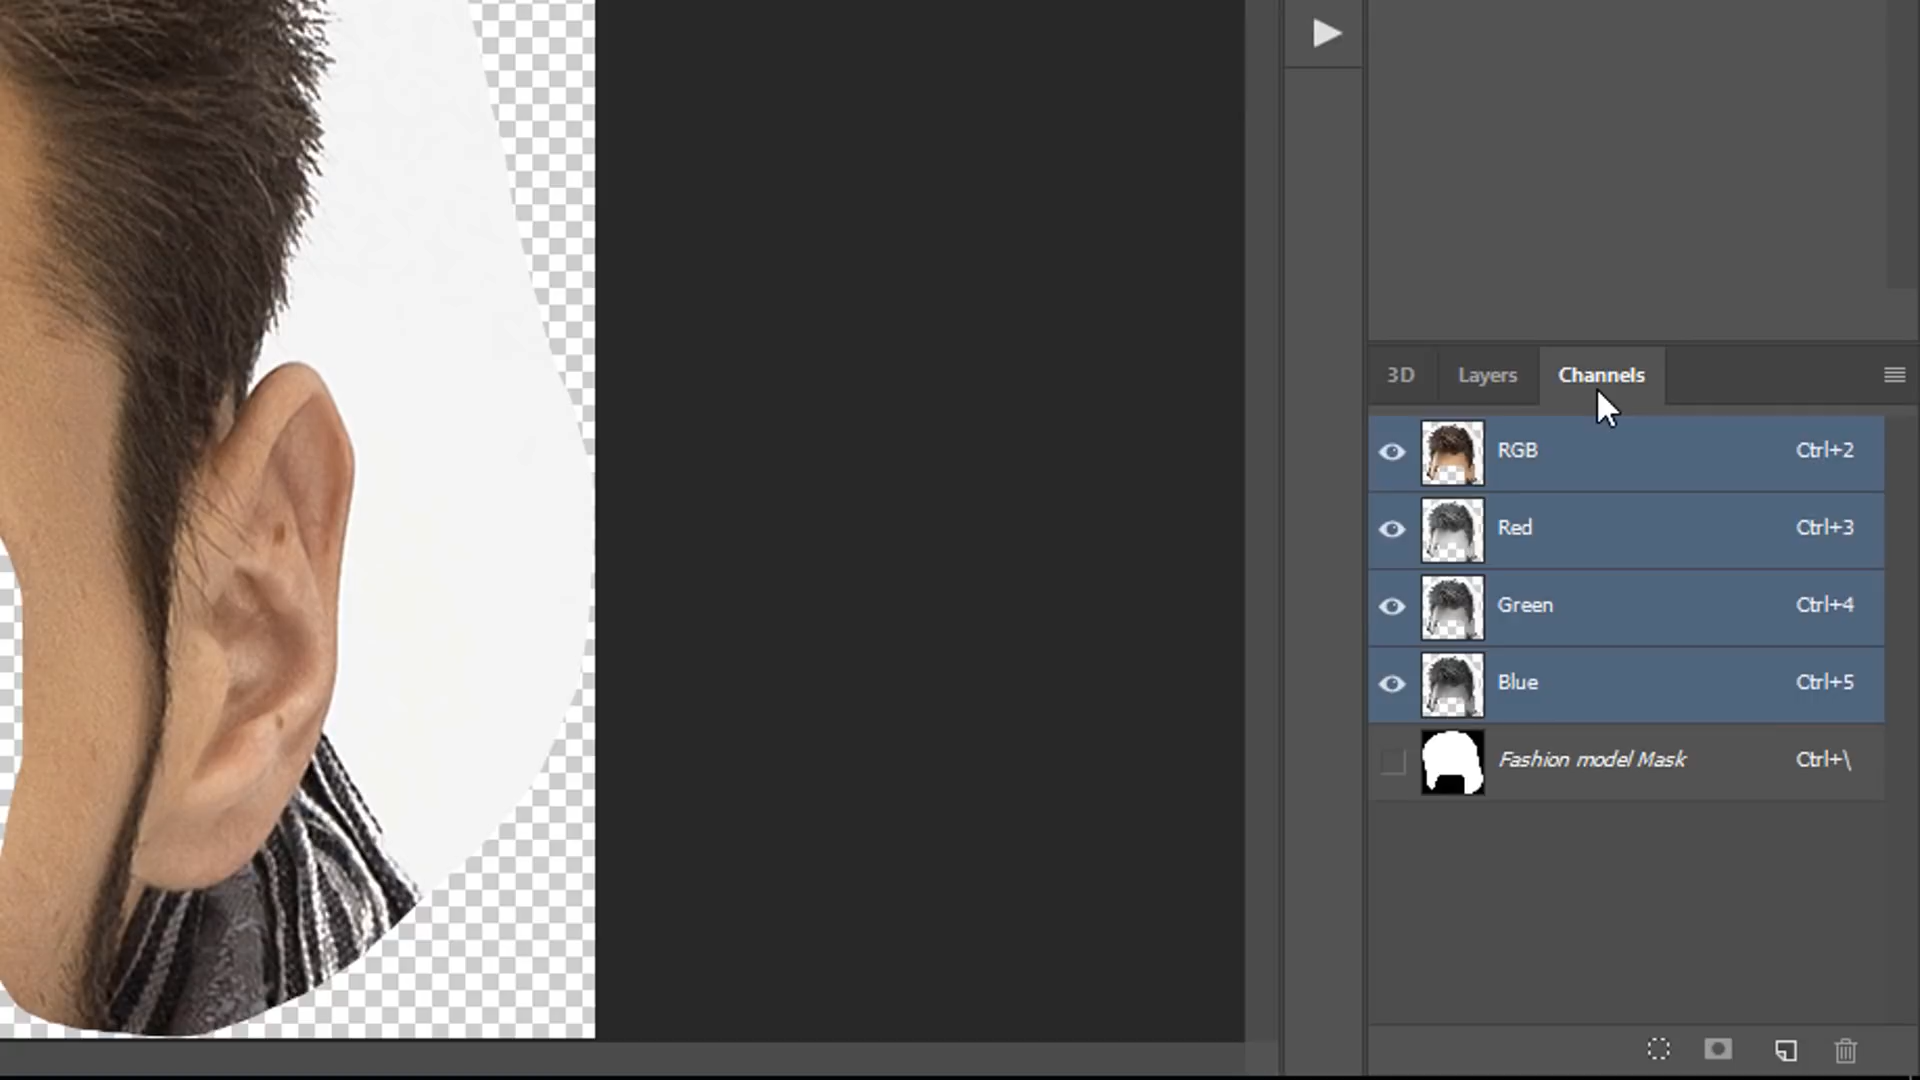 3D Layers Channels
RGB Ctrl+2
Red Ctrl+3
Green Ctrl+4
Blue Ctrl+5
Fashion model Mask Ctrl+\